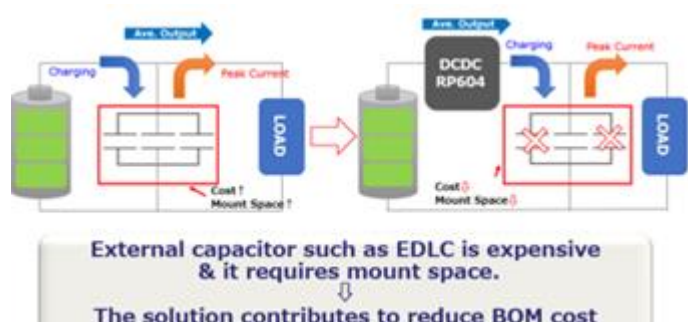 Ave. Output
Charging
Peak Current
LOAD
Cost↑
Mount Space↑
Ave. Output
DCDC
RP604
Charging
Peak Current
LOAD
Cost⇩
Mount Space⇩
External capacitor such as EDLC is expensive
& it requires mount space.
⇩
The solution contributes to reduce BOM cost